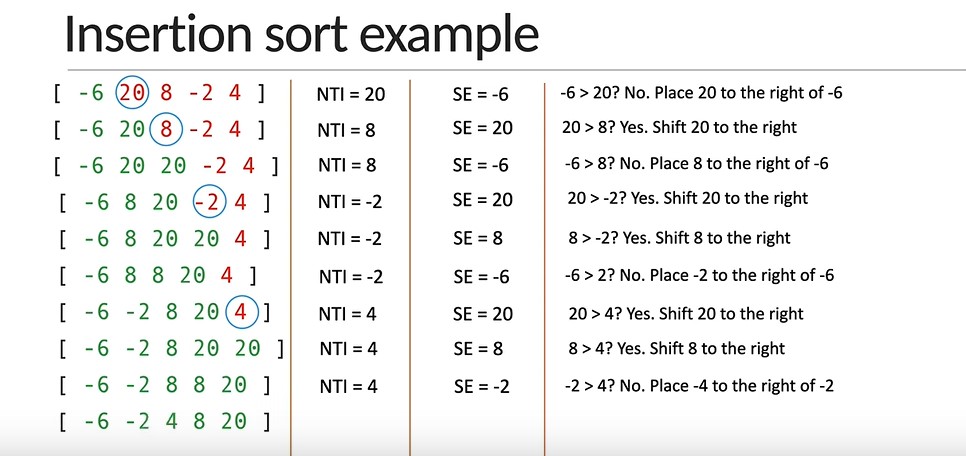 Insertion sort example
[ -6 20 8 -2 4 ] NTI = 20 SE = -6 -6 > 20? No. Place 20 to the right of -6
[ -6 20 8 -2 4 ] NTI = 8 SE = 20 20 > 8? Yes. Shift 20 to the right
[ -6 20 20 -2 4 ] NTI = 8 SE = -6 -6 > 8? No. Place 8 to the right of -6
[ -6 8 20 -2 4 ] NTI = -2 SE = 20 20 > -2? Yes. Shift 20 to the right
[ -6 8 20 20 4 ] NTI = -2 SE = 8 8 > -2? Yes. Shift 8 to the right
[ -6 8 8 20 4 ] NTI = -2 SE = -6 -6 > 2? No. Place -2 to the right of -6
[ -6 -2 8 20 4 ] NTI = 4 SE = 20 20 > 4? Yes. Shift 20 to the right
[ -6 -2 8 20 20 ] NTI = 4 SE = 8 8 > 4? Yes. Shift 8 to the right
[ -6 -2 8 8 20 ] NTI = 4 SE = -2 -2 > 4? No. Place -4 to the right of -2
[ -6 -2 4 8 20 ]